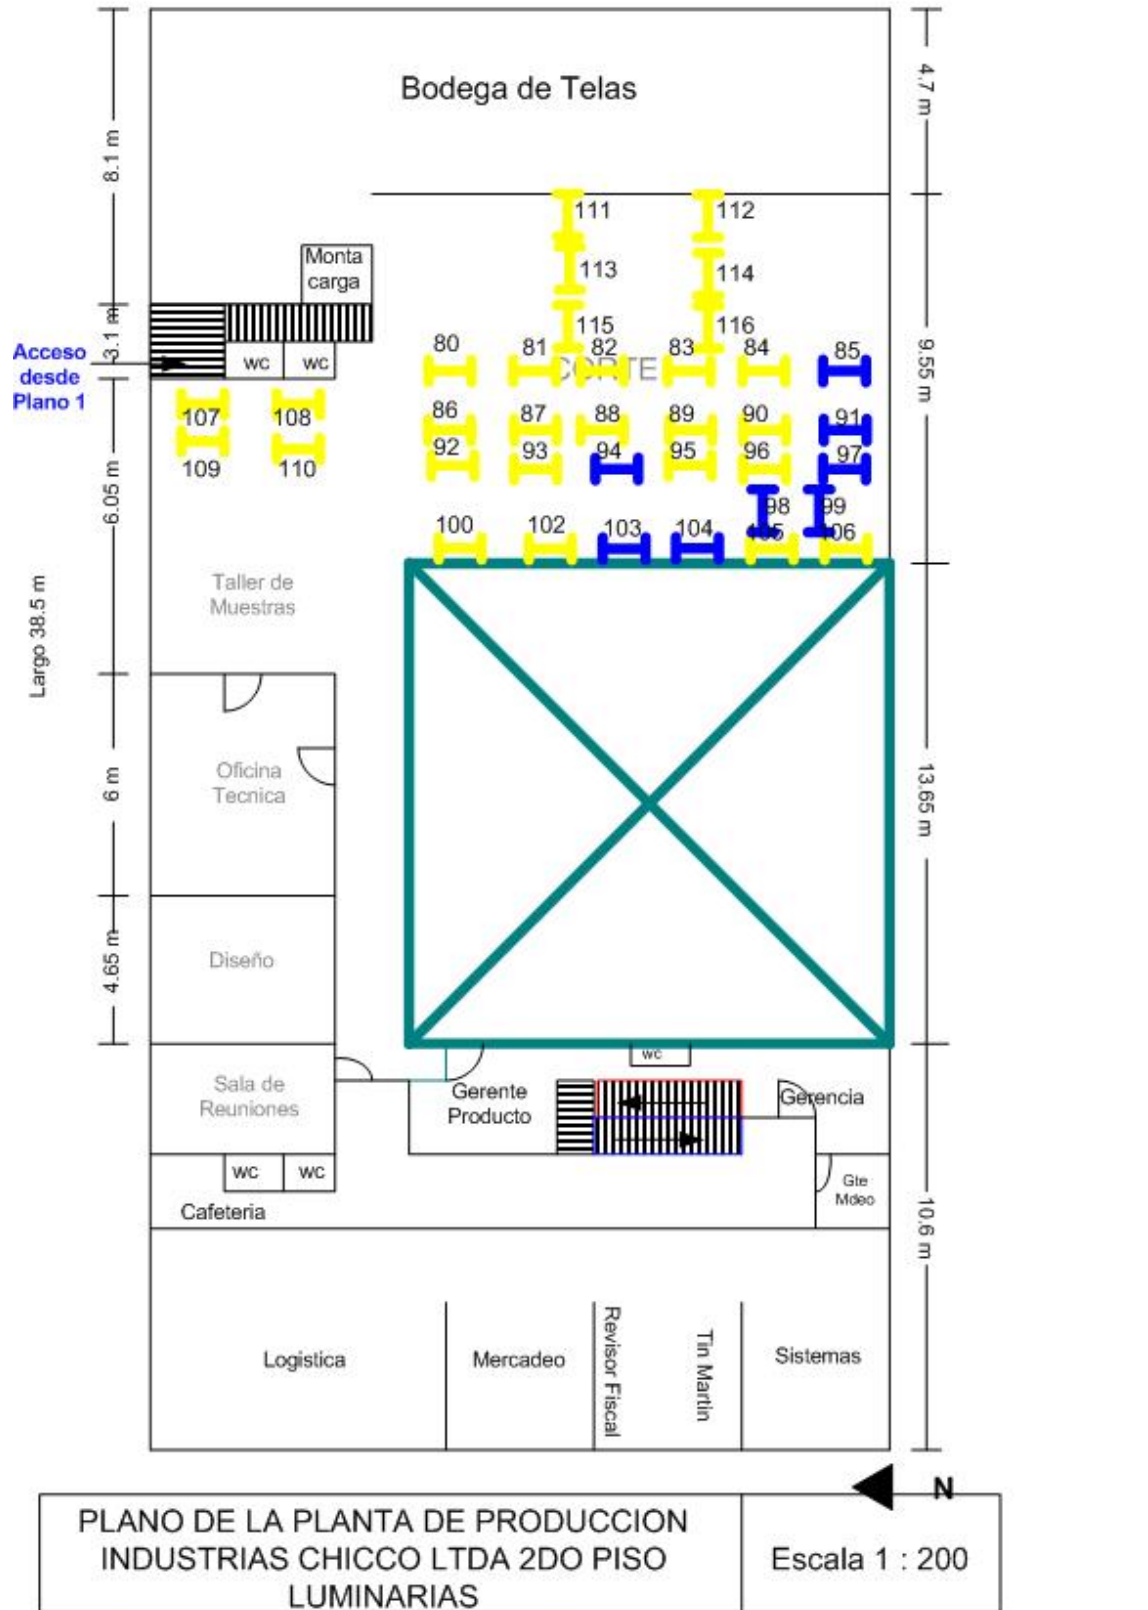 Bodega de Telas
4.7 m
8.1 m
111
112
113
114
Monta
carga
115
116
3.1 m
Acceso
desde
Plano 1
wc
wc
80
81
82
83
84
85
CORTE
9.55 m
107
108
86
87
88
89
90
91
109
110
92
93
94
95
96
97
6.05 m
98
99
100
102
103
104
105
106
Taller de
Muestras
Largo 38.5 m
Oficina
Tecnica
6 m
13.65 m
Diseño
4.65 m
wc
Sala de
Reuniones
Gerente
Producto
Gerencia
wc
wc
Gte
Mdeo
Cafeteria
10.6 m
Logistica
Mercadeo
Revisor Fiscal
Tin Martin
Sistemas
N
PLANO DE LA PLANTA DE PRODUCCION
INDUSTRIAS CHICCO LTDA 2DO PISO
LUMINARIAS
Escala 1 : 200